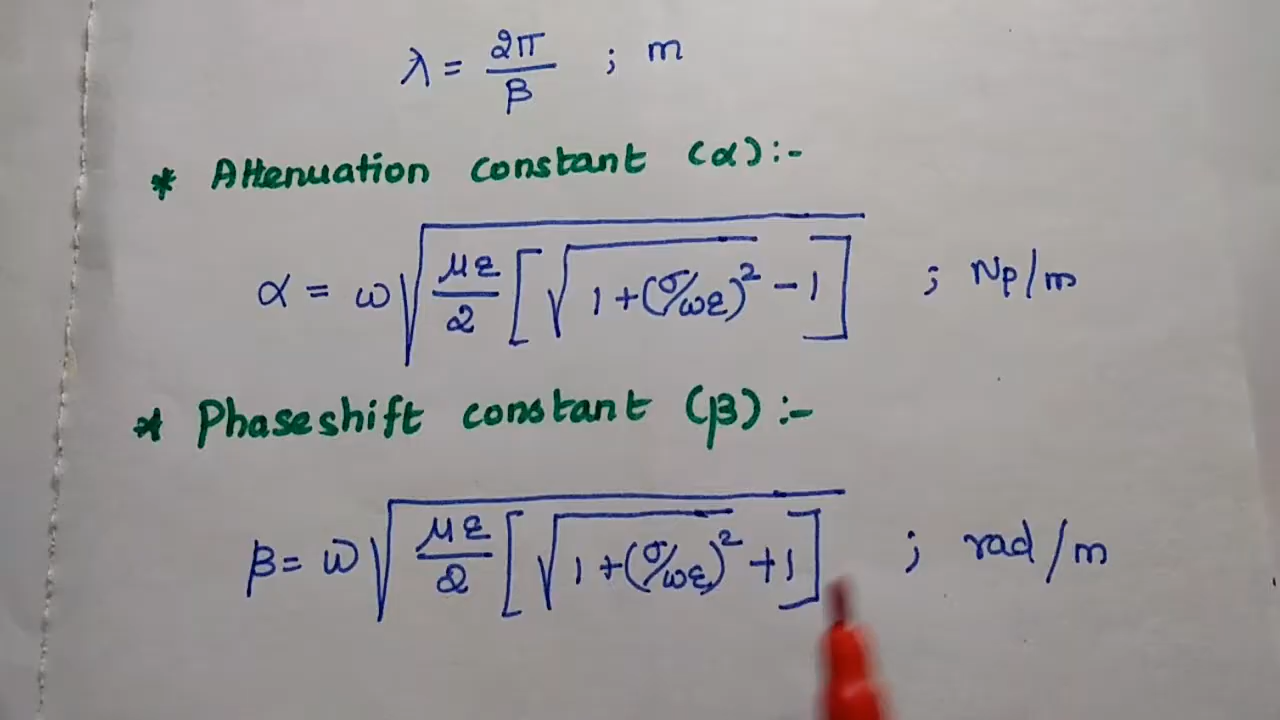 λ = 2π/β ; m
* Attenuation constant (α):-
α = ω√(με/2 [√(1+(σ/ωε)²) - 1]) ; Np/m
* Phaseshift constant (β):-
β = ω√(με/2 [√(1+(σ/ωε)²) + 1]) ; rad/m